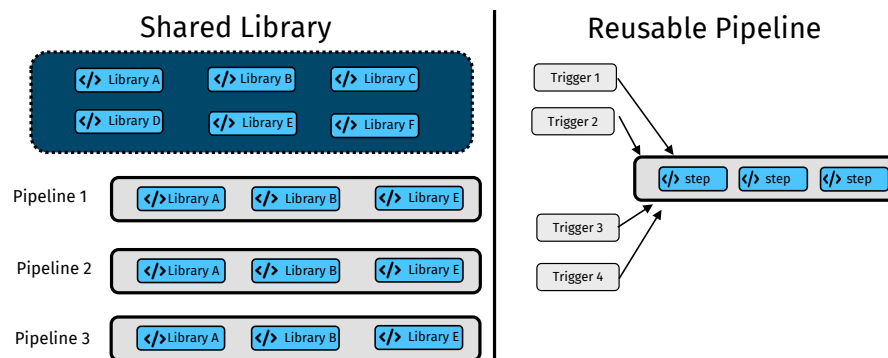 Shared Library
</> Library A
</> Library B
</> Library C
</> Library D
</> Library E
</> Library F
Pipeline 1
</> Library A
</> Library B
</> Library E
Pipeline 2
</> Library A
</> Library B
</> Library E
Pipeline 3
</> Library A
</> Library B
</> Library E
Reusable Pipeline
Trigger 1
Trigger 2
</> step
</> step
</> step
Trigger 3
Trigger 4